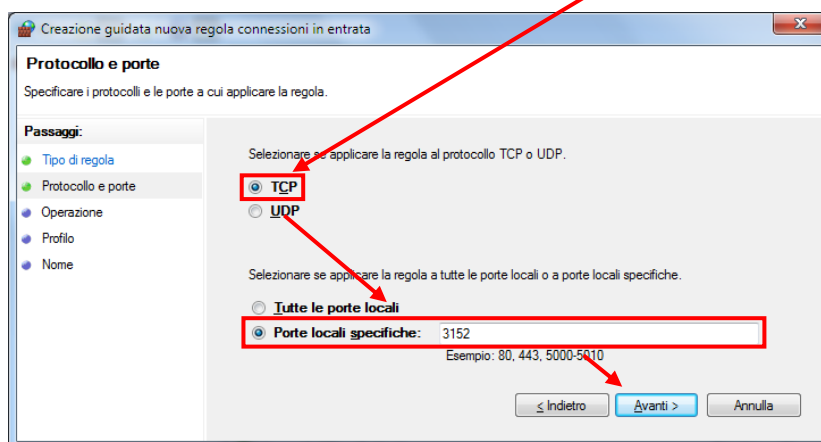 Creazione guidata nuova regola connessioni in entrata
Protocollo e porte
Specificare i protocolli e le porte a cui applicare la regola.
Passaggi:
Tipo di regola
Protocollo e porte
Operazione
Profilo
Nome
Selezionare se applicare la regola al protocollo TCP o UDP.
TCP
UDP
Selezionare se applicare la regola a tutte le porte locali o a porte locali specifiche.
Tutte le porte locali
Porte locali specifiche: 3152
Esempio: 80, 443, 5000-5010
< Indietro Avanti > Annulla